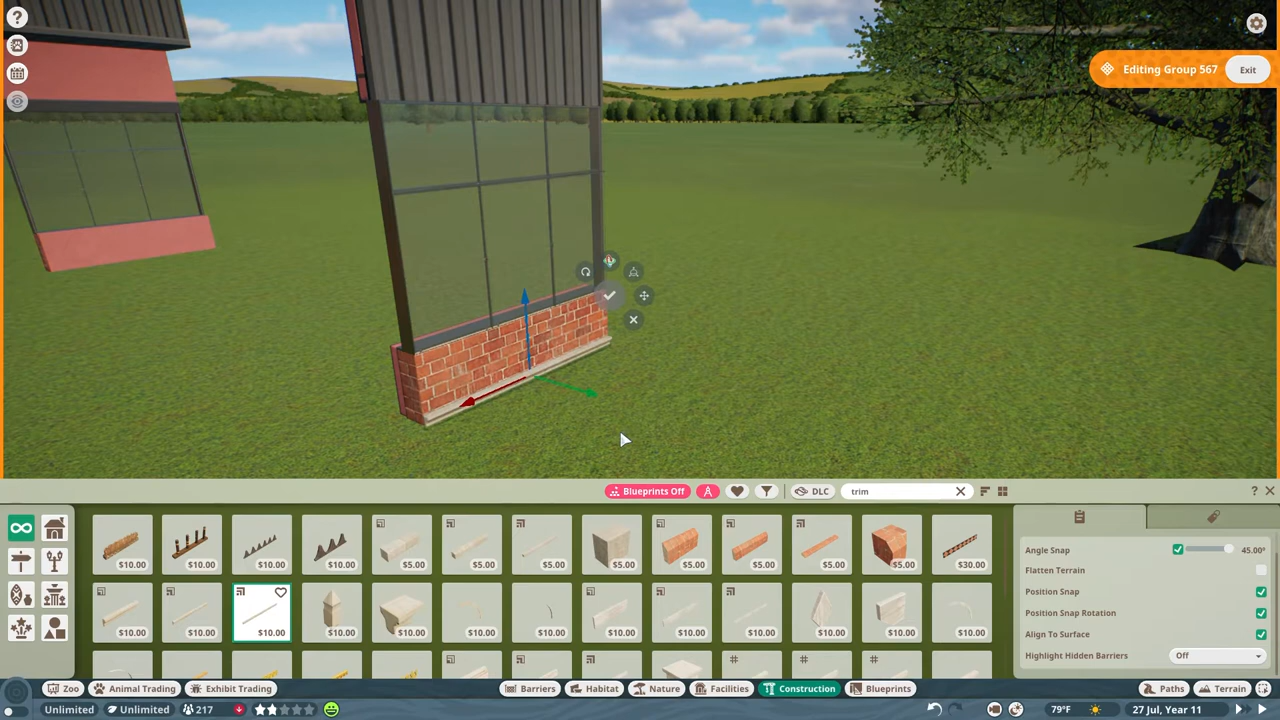 ?
Editing Group 567
Exit
Blueprints Off
DLC
trim
?
$10.00 $10.00 $10.00 $10.00 $5.00 $5.00 $5.00 $5.00 $5.00 $5.00 $5.00 $5.00 $30.00
$10.00 $10.00 $10.00 $10.00 $10.00 $10.00 $10.00 $10.00 $10.00 $10.00 $10.00 $10.00 $10.00
Angle Snap 45.00°
Flatten Terrain
Position Snap
Position Snap Rotation
Align To Surface
Highlight Hidden Barriers Off
Zoo Animal Trading Exhibit Trading Barriers Habitat Nature Facilities Construction Blueprints Paths Terrain
Unlimited Unlimited 217 79°F 27 Jul, Year 11